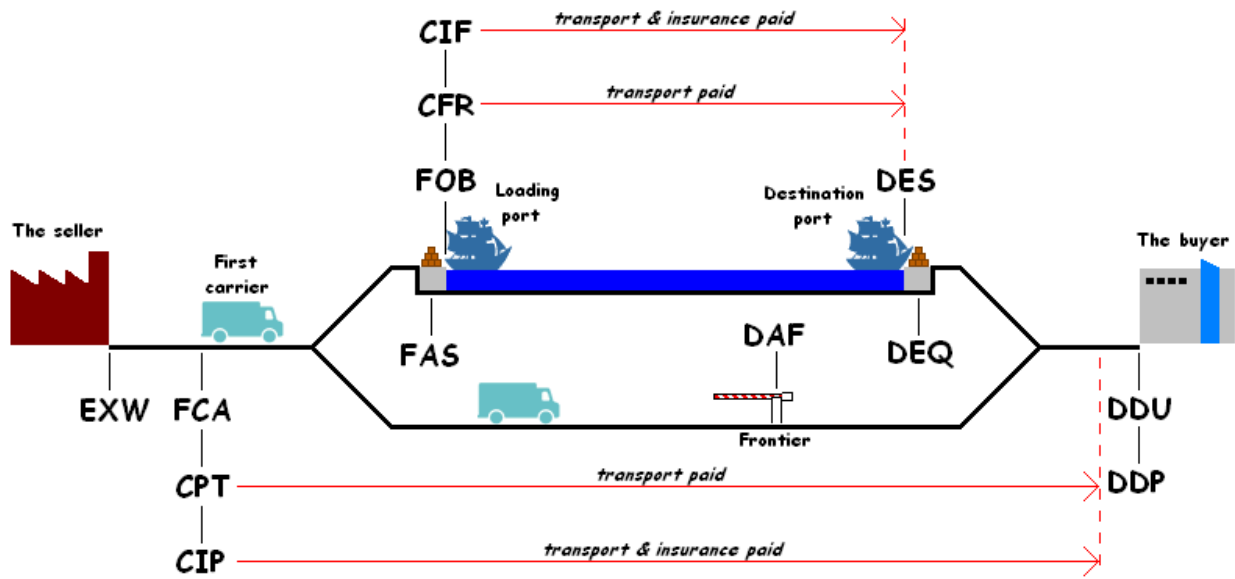 CIF
transport & insurance paid
CFR
transport paid
FOB
Loading
port
Destination
port
DES
The seller
First
carrier
The buyer
FAS
DAF
DEQ
EXW
FCA
Frontier
DDU
CPT
transport paid
DDP
CIP
transport & insurance paid